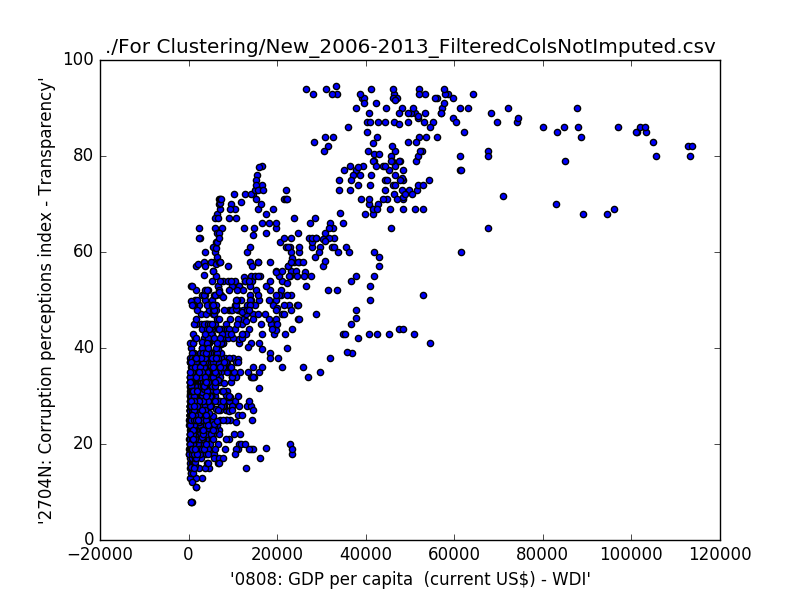 ./For Clustering/New_2006-2013_FilteredColsNotImputed.csv
'2704N: Corruption perceptions index - Transparency'
100
80
60
40
20
0
−20000 0 20000 40000 60000 80000 100000 120000
'0808: GDP per capita  (current US$) - WDI'